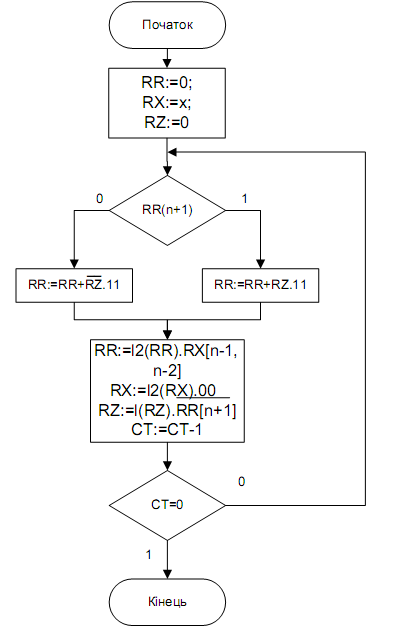 Початок
RR:=0;
RX:=x;
RZ:=0
0
1
RR(n+1)
RR:=RR+R̅Z̅.11
RR:=RR+RZ.11
RR:=l2(RR).RX[n-1,
n-2]
RX:=l2(RX).00
RZ:=l(RZ).R̅R̅[̅n̅+̅1̅]̅
CT:=CT-1
0
CT=0
1
Кінець